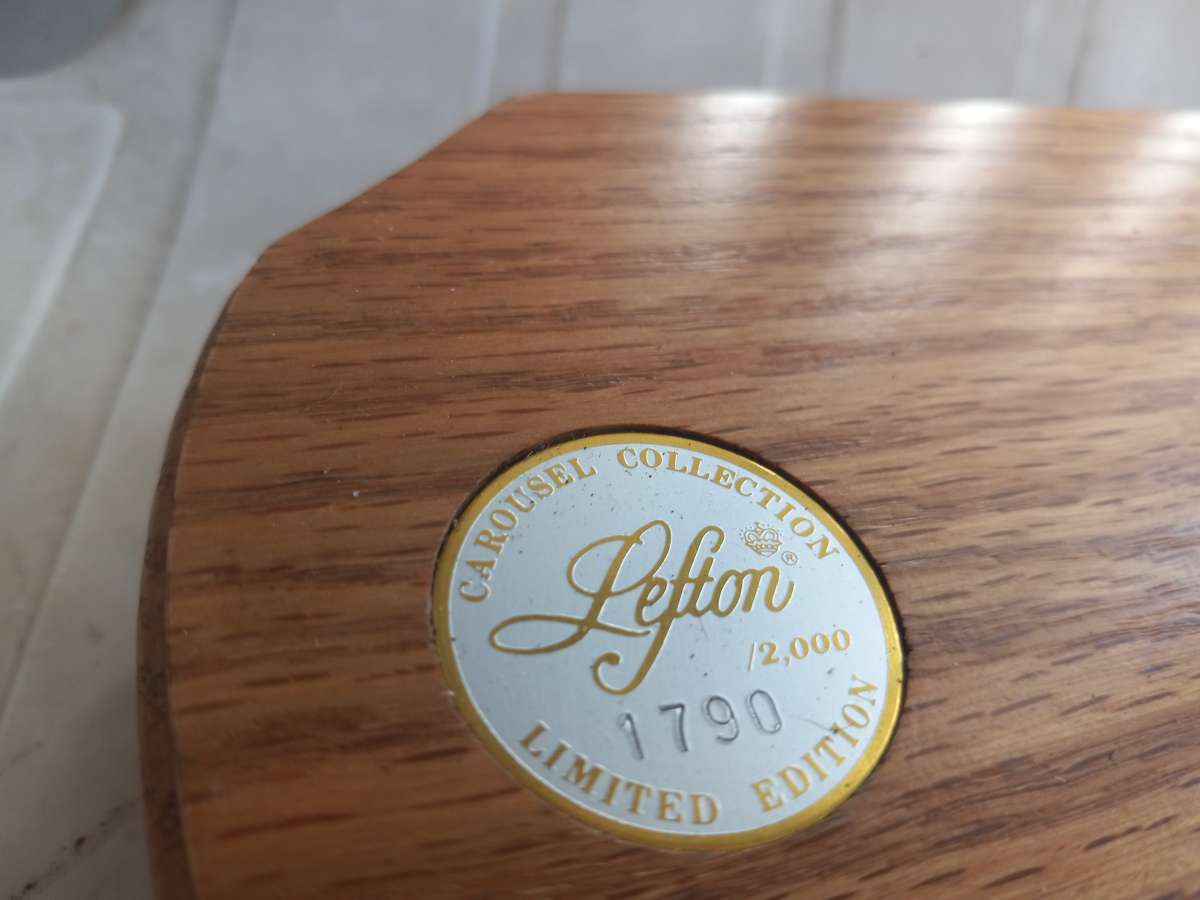 CAROUSEL COLLECTION
Lefton®
/2,000
1790
LIMITED EDITION